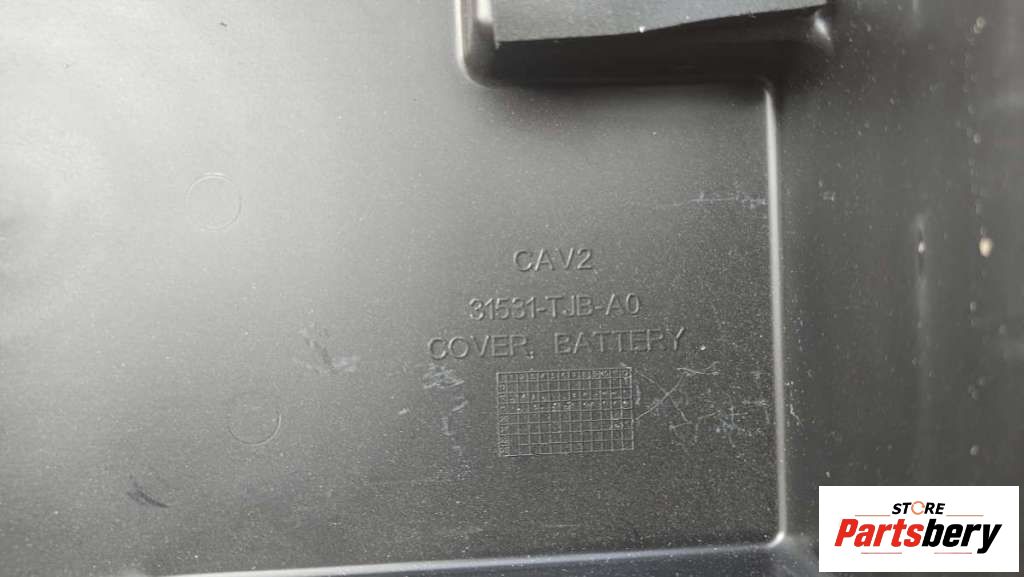 CAV2
31531-TJB-A0
COVER, BATTERY
STORE
Partsbery